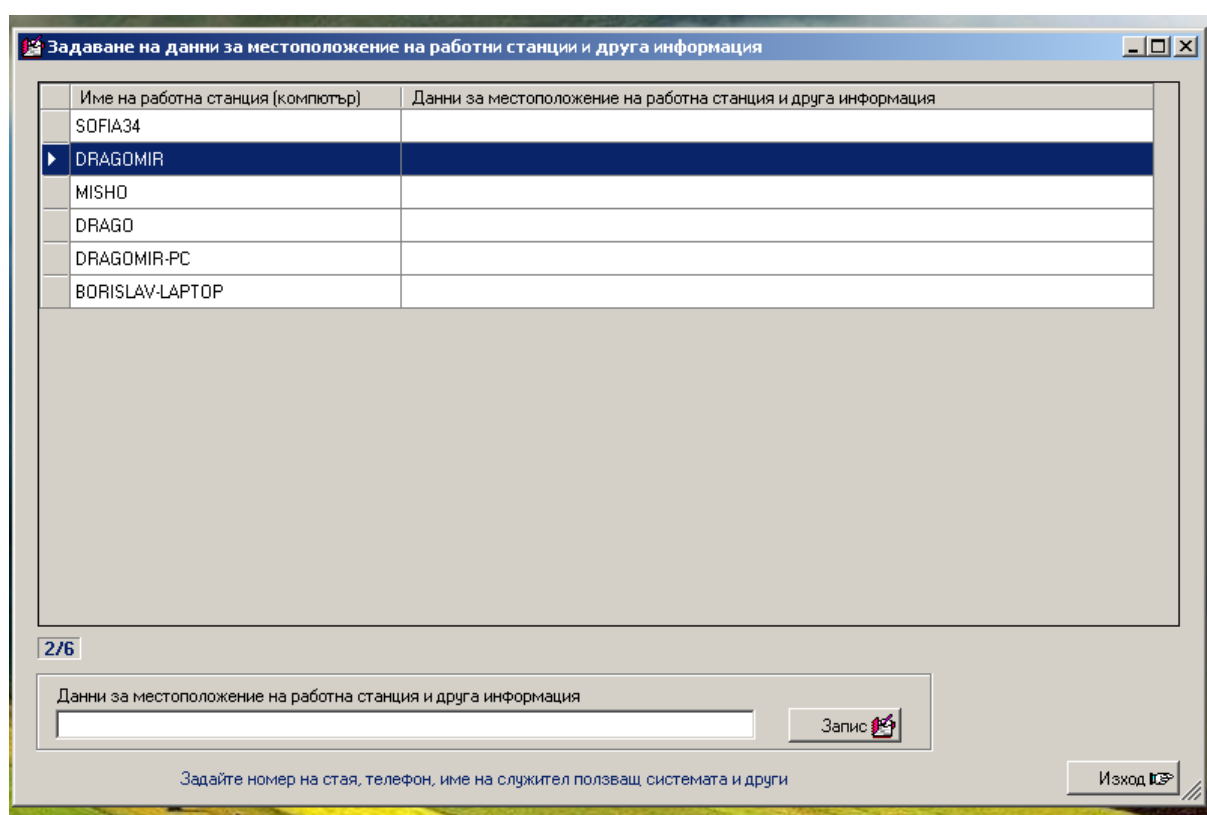 Задаване на данни за местоположение на работни станции и друга информация
Име на работна станция (компютър) Данни за местоположение на работна станция и друга информация
SOFIA34
DRAGOMIR
MISHO
DRAGO
DRAGOMIR-PC
BORISLAV-LAPTOP
2/6
Данни за местоположение на работна станция и друга информация
Запис
Задайте номер на стая, телефон, име на служител ползващ системата и други
Изход